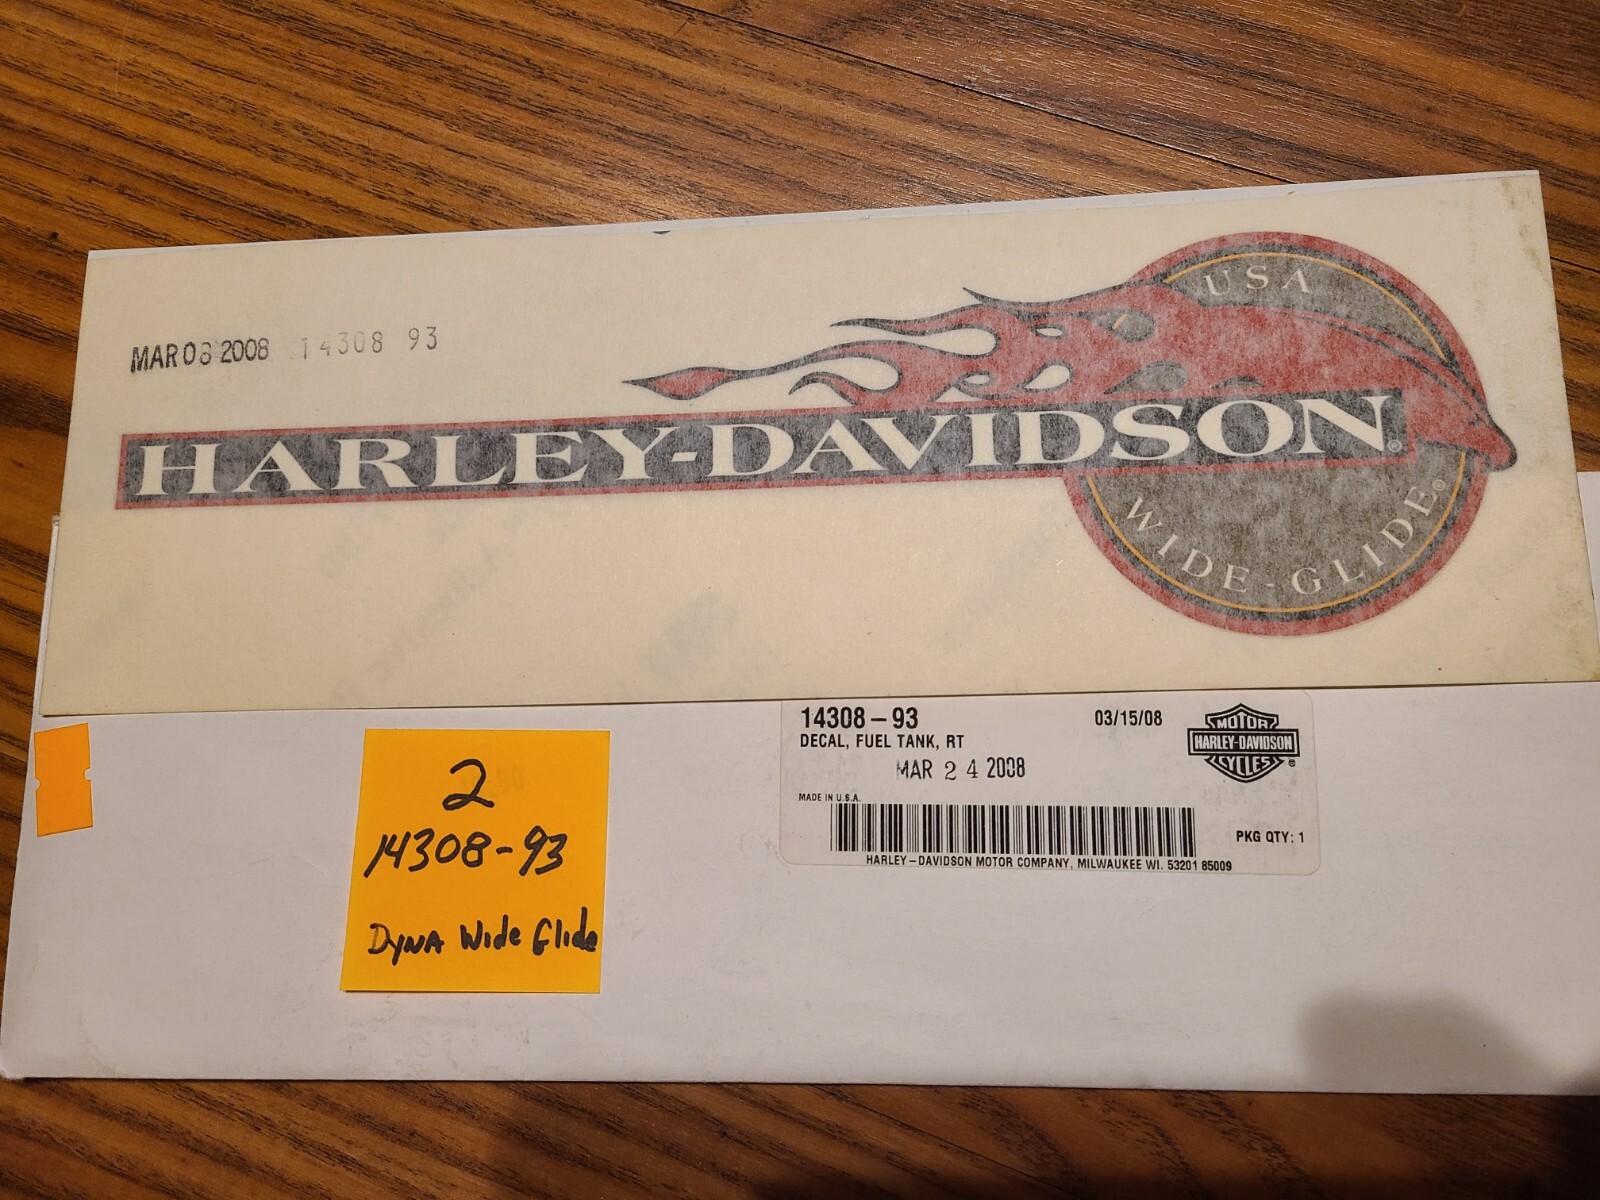 MAR 08 2008 14308 93
USA
HARLEY-DAVIDSON®
WIDE-GLIDE®
14308-93 03/15/08
DECAL, FUEL TANK, RT
MAR 24 2008
MOTOR
HARLEY-DAVIDSON
CYCLES
®
MADE IN U.S.A.
PKG QTY: 1
HARLEY-DAVIDSON MOTOR COMPANY, MILWAUKEE WI. 53201 85009
2
14308-93
DYNA Wide Glide